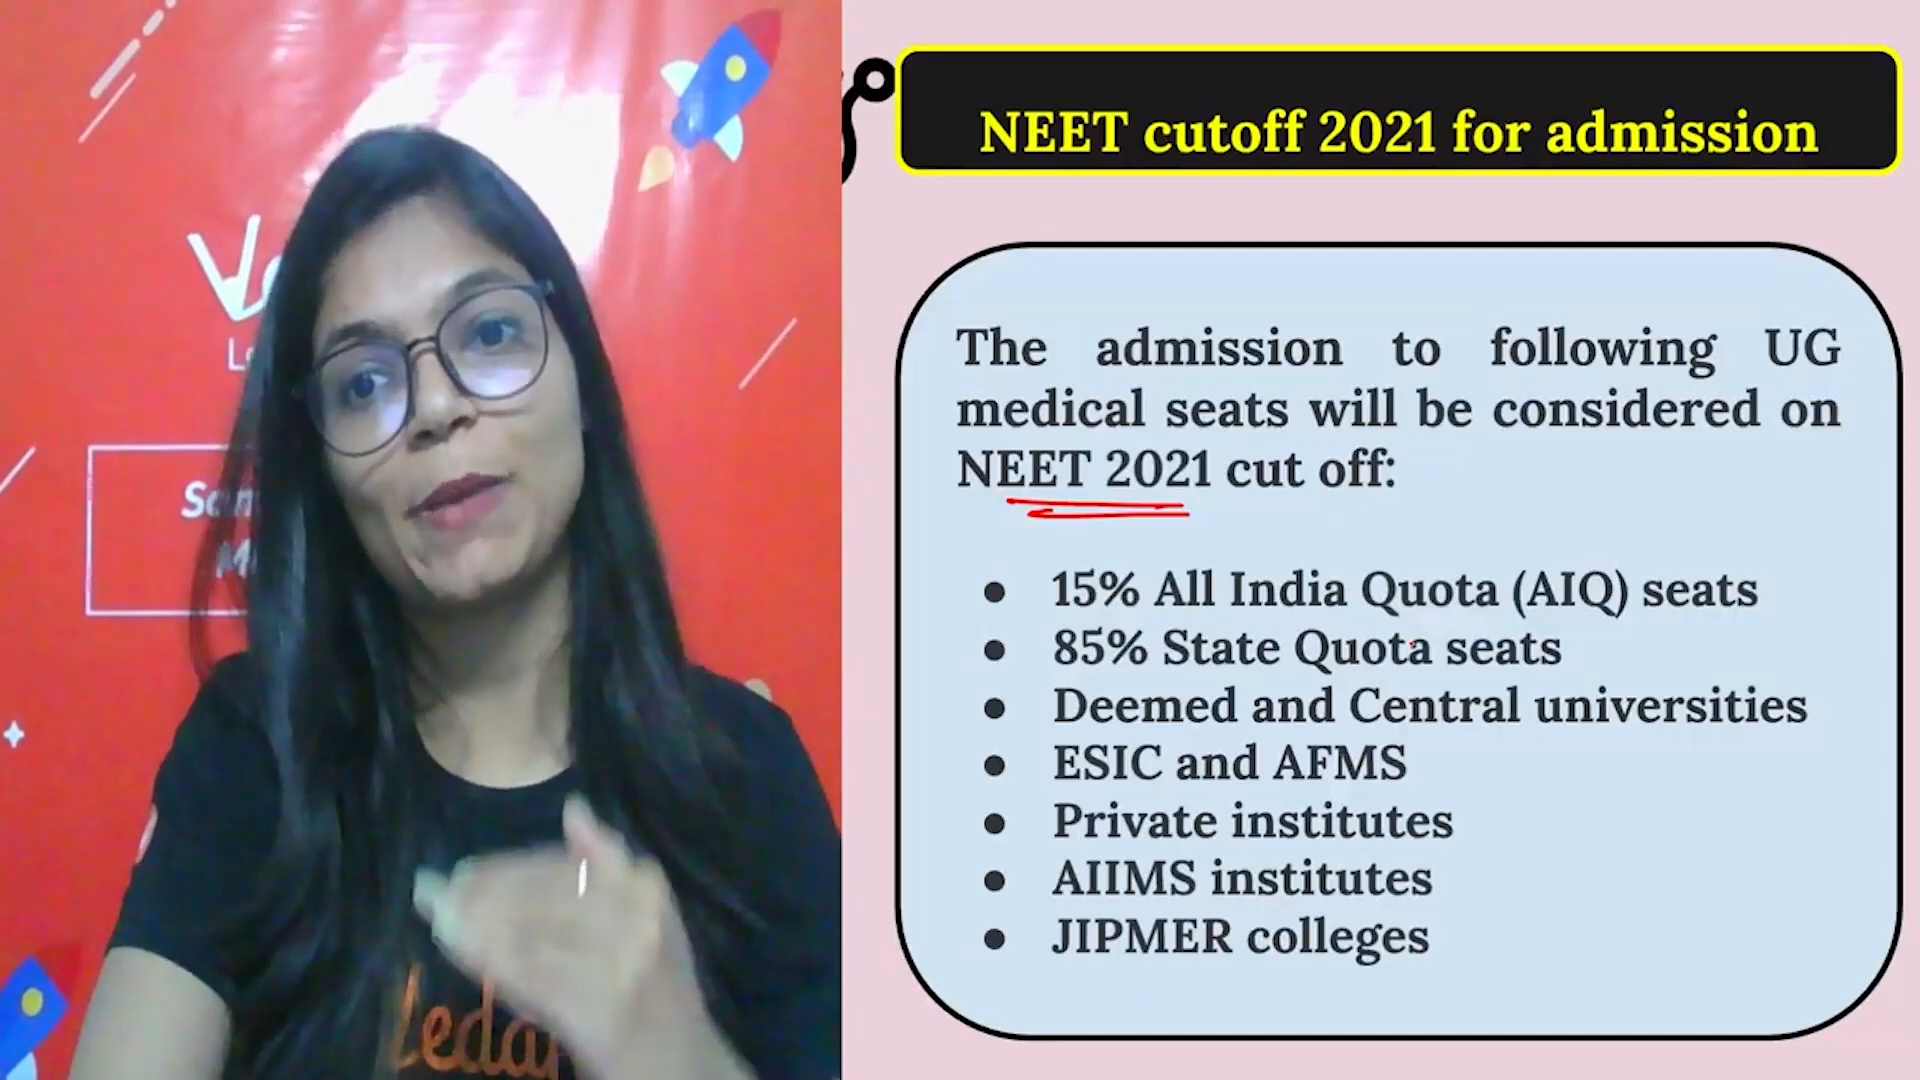 NEET cutoff 2021 for admission
The admission to following UG
medical seats will be considered on
NEET 2021 cut off:
• 15% All India Quota (AIQ) seats
• 85% State Quota seats
• Deemed and Central universities
• ESIC and AFMS
• Private institutes
• AIIMS institutes
• JIPMER colleges